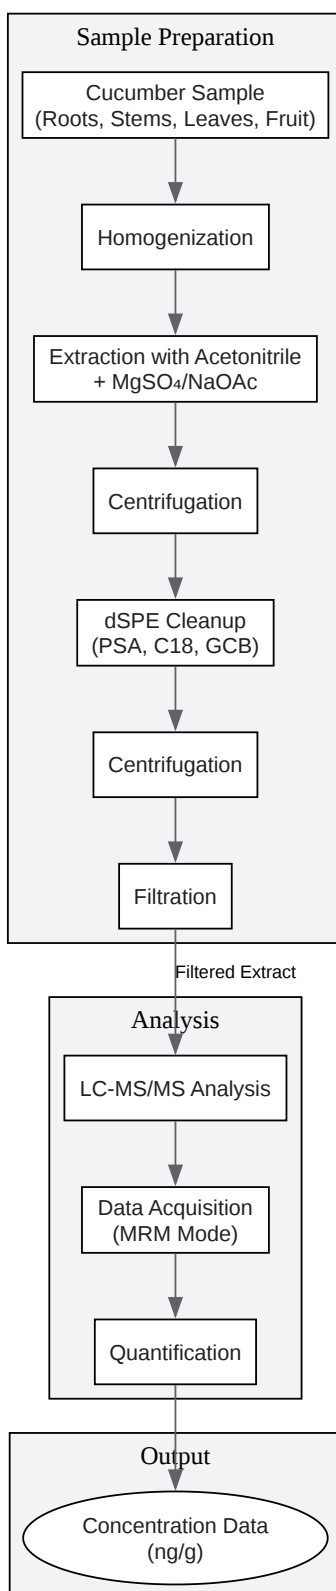 Sample Preparation
Cucumber Sample
(Roots, Stems, Leaves, Fruit)
Homogenization
Extraction with Acetonitrile
+ MgSO₄/NaOAc
Centrifugation
dSPE Cleanup
(PSA, C18, GCB)
Centrifugation
Filtration
Filtered Extract
Analysis
LC-MS/MS Analysis
Data Acquisition
(MRM Mode)
Quantification
Output
Concentration Data
(ng/g)